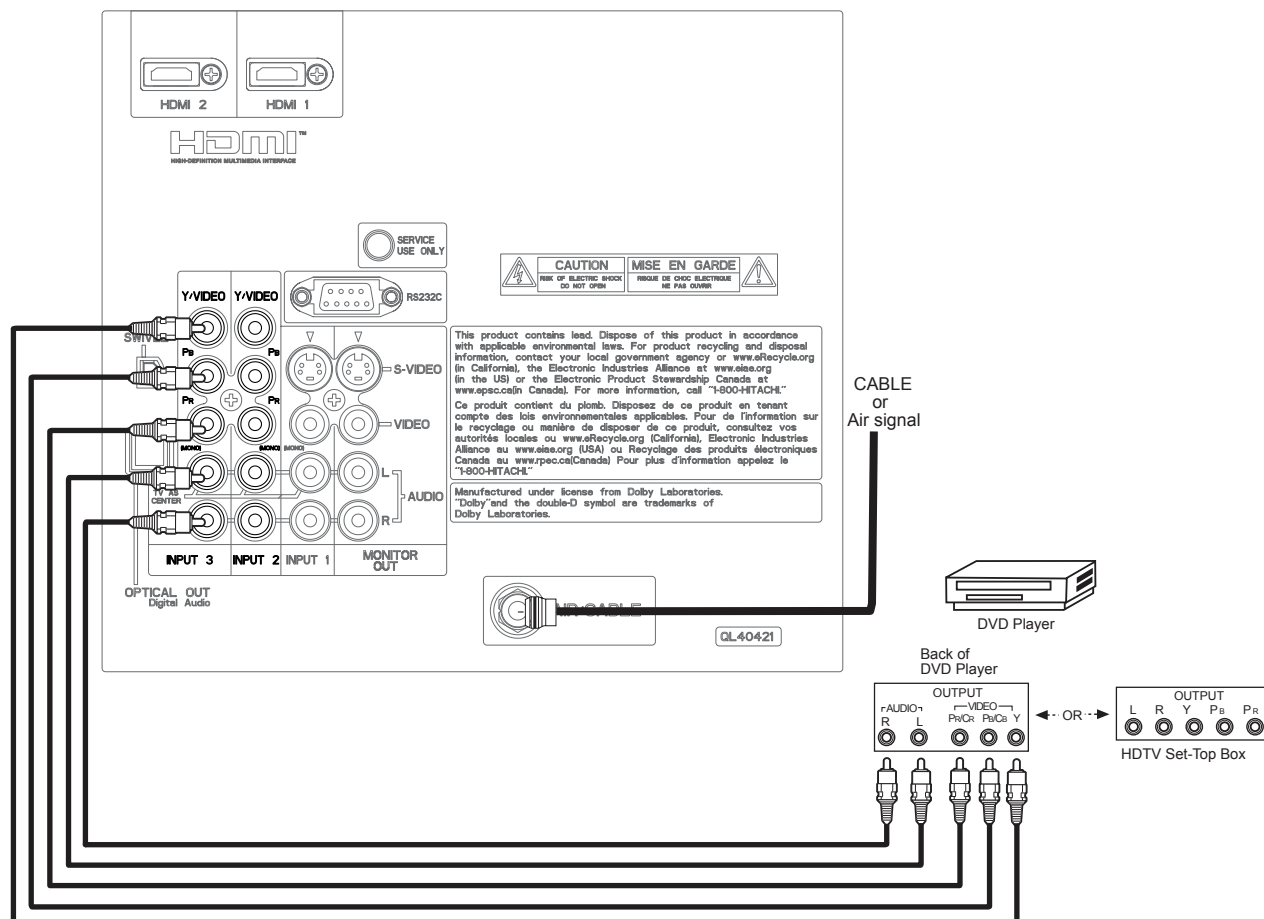 HDMI 2
HDMI 1
HDMI™
HIGH-DEFINITION MULTIMEDIA INTERFACE
SERVICE
USE ONLY
CAUTION
RISK OF ELECTRIC SHOCK
DO NOT OPEN
MISE EN GARDE
RISQUE DE CHOC ELECTRIQUE
NE PAS OUVRIR
Y/VIDEO
Y/VIDEO
RS232C
SWIVEL
PB
PB
S-VIDEO
PR
PR
VIDEO
(MONO)
(MONO)
(MONO)
L
AUDIO
R
TV AS
CENTER
INPUT 3
INPUT 2
INPUT 1
MONITOR
OUT
OPTICAL OUT
Digital Audio
This product contains lead. Dispose of this product in accordance
with applicable environmental laws. For product recycling and disposal
information, contact your local government agency or www.eRecycle.org
(in California), the Electronic Industries Alliance at www.eiae.org
(in the US) or the Electronic Product Stewardship Canada at
www.epsc.ca(in Canada). For more information, call "1-800-HITACHI."
Ce produit contient du plomb. Disposez de ce produit en tenant
compte des lois environnementales applicables. Pour de l'information sur
le recyclage ou manière de disposer de ce produit, consultez vos
autorités locales ou www.eRecycle.org (California), Electronic Industries
Alliance au www.eiae.org (USA) ou Recyclage des produits électroniques
Canada au www.rpec.ca(Canada) Pour plus d'information appelez le
"1-800-HITACHI."
Manufactured under license from Dolby Laboratories.
"Dolby"and the double-D symbol are trademarks of
Dolby Laboratories.
CABLE
or
Air signal
AIR/CABLE
QL40421
DVD Player
Back of
DVD Player
OUTPUT
AUDIO
VIDEO
R
L
PR/CR
PB/CB
Y
OR
OUTPUT
L
R
Y
PB
PR
HDTV Set-Top Box